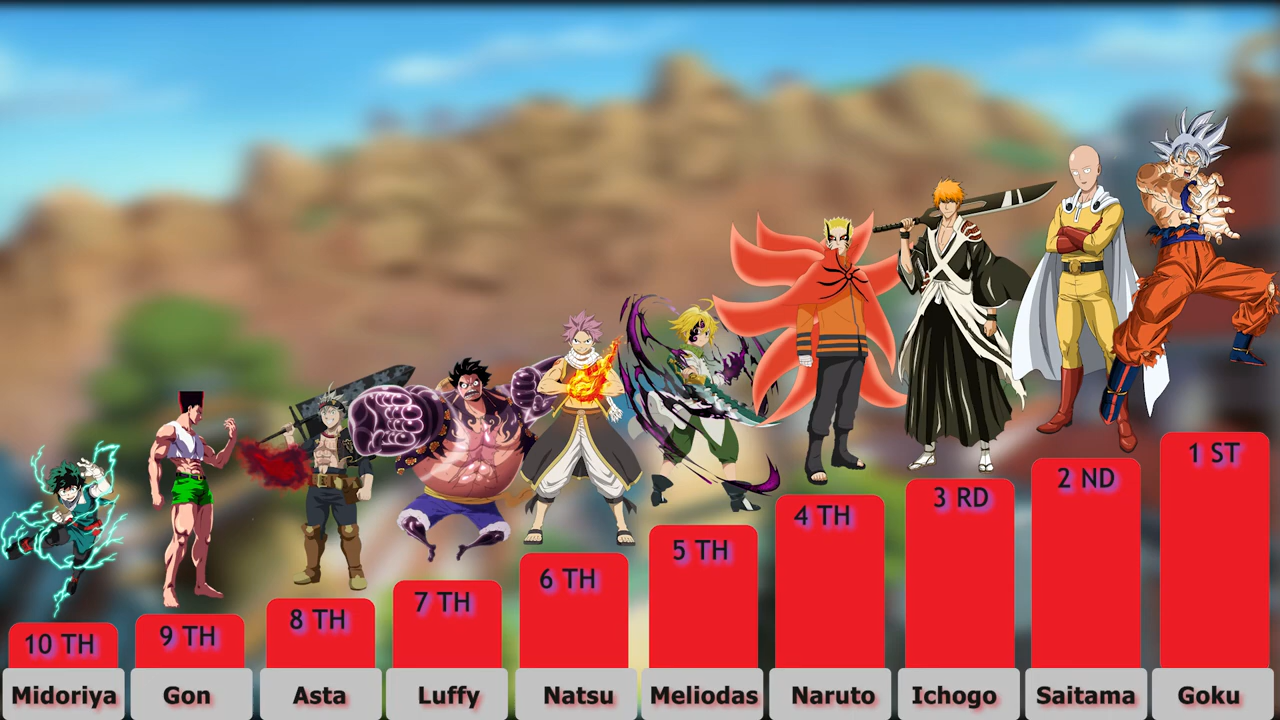 10 TH
9 TH
8 TH
7 TH
6 TH
5 TH
4 TH
3 RD
2 ND
1 ST
Midoriya
Gon
Asta
Luffy
Natsu
Meliodas
Naruto
Ichogo
Saitama
Goku